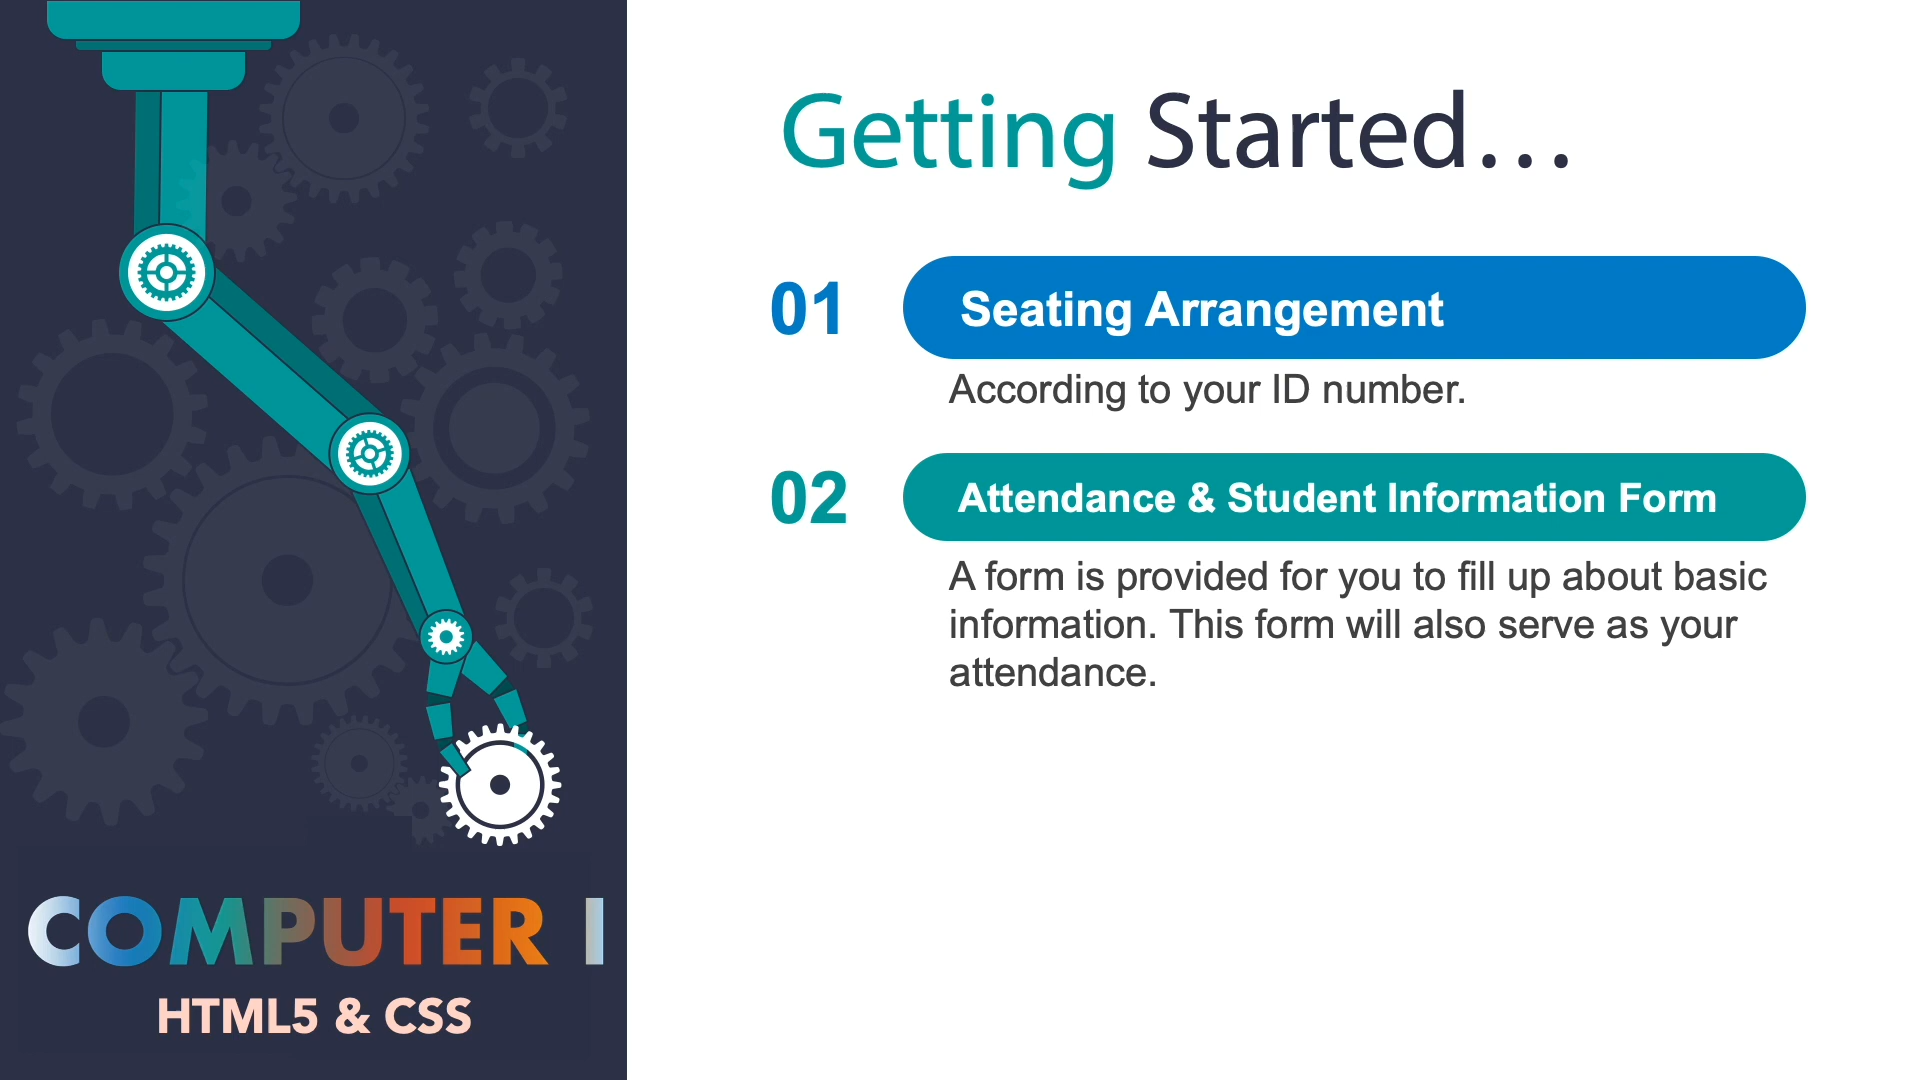 Getting Started…
01 Seating Arrangement
According to your ID number.
02 Attendance & Student Information Form
A form is provided for you to fill up about basic
information. This form will also serve as your
attendance.
COMPUTER I
HTML5 & CSS